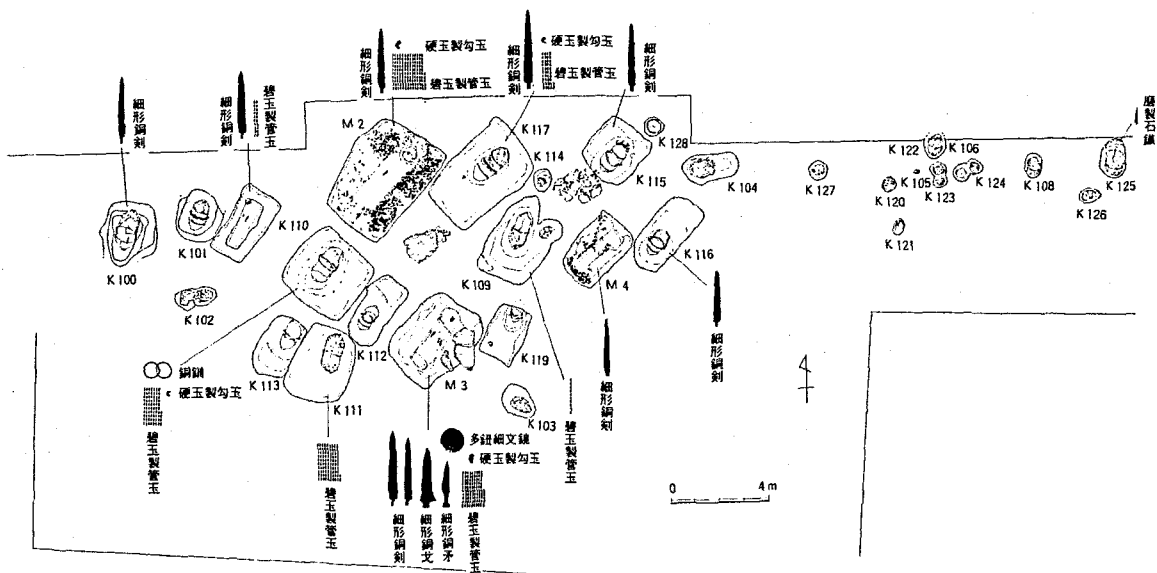 細形銅剣
細形銅剣
碧玉製管玉
細形銅剣
硬玉製勾玉
碧玉製管玉
細形銅剣
硬玉製勾玉
碧玉製管玉
細形銅剣
磨製石鏃
M 2
K 117
K 114
K 128
K 115
K 104
K 127
K 122
K 106
K 105
K 124
K 123
K 120
K 121
K 108
K 125
K 126
K 100
K 101
K 110
K 102
K 109
M 4
K 116
K 112
K 113
K 111
M 3
K 119
K 103
銅釧
硬玉製勾玉
碧玉製管玉
碧玉製管玉
多鈕細文鏡
硬玉製勾玉
細形銅剣
細形銅戈
細形銅矛
碧玉製管玉
碧玉製管玉
細形銅剣
細形銅剣
0
4 m